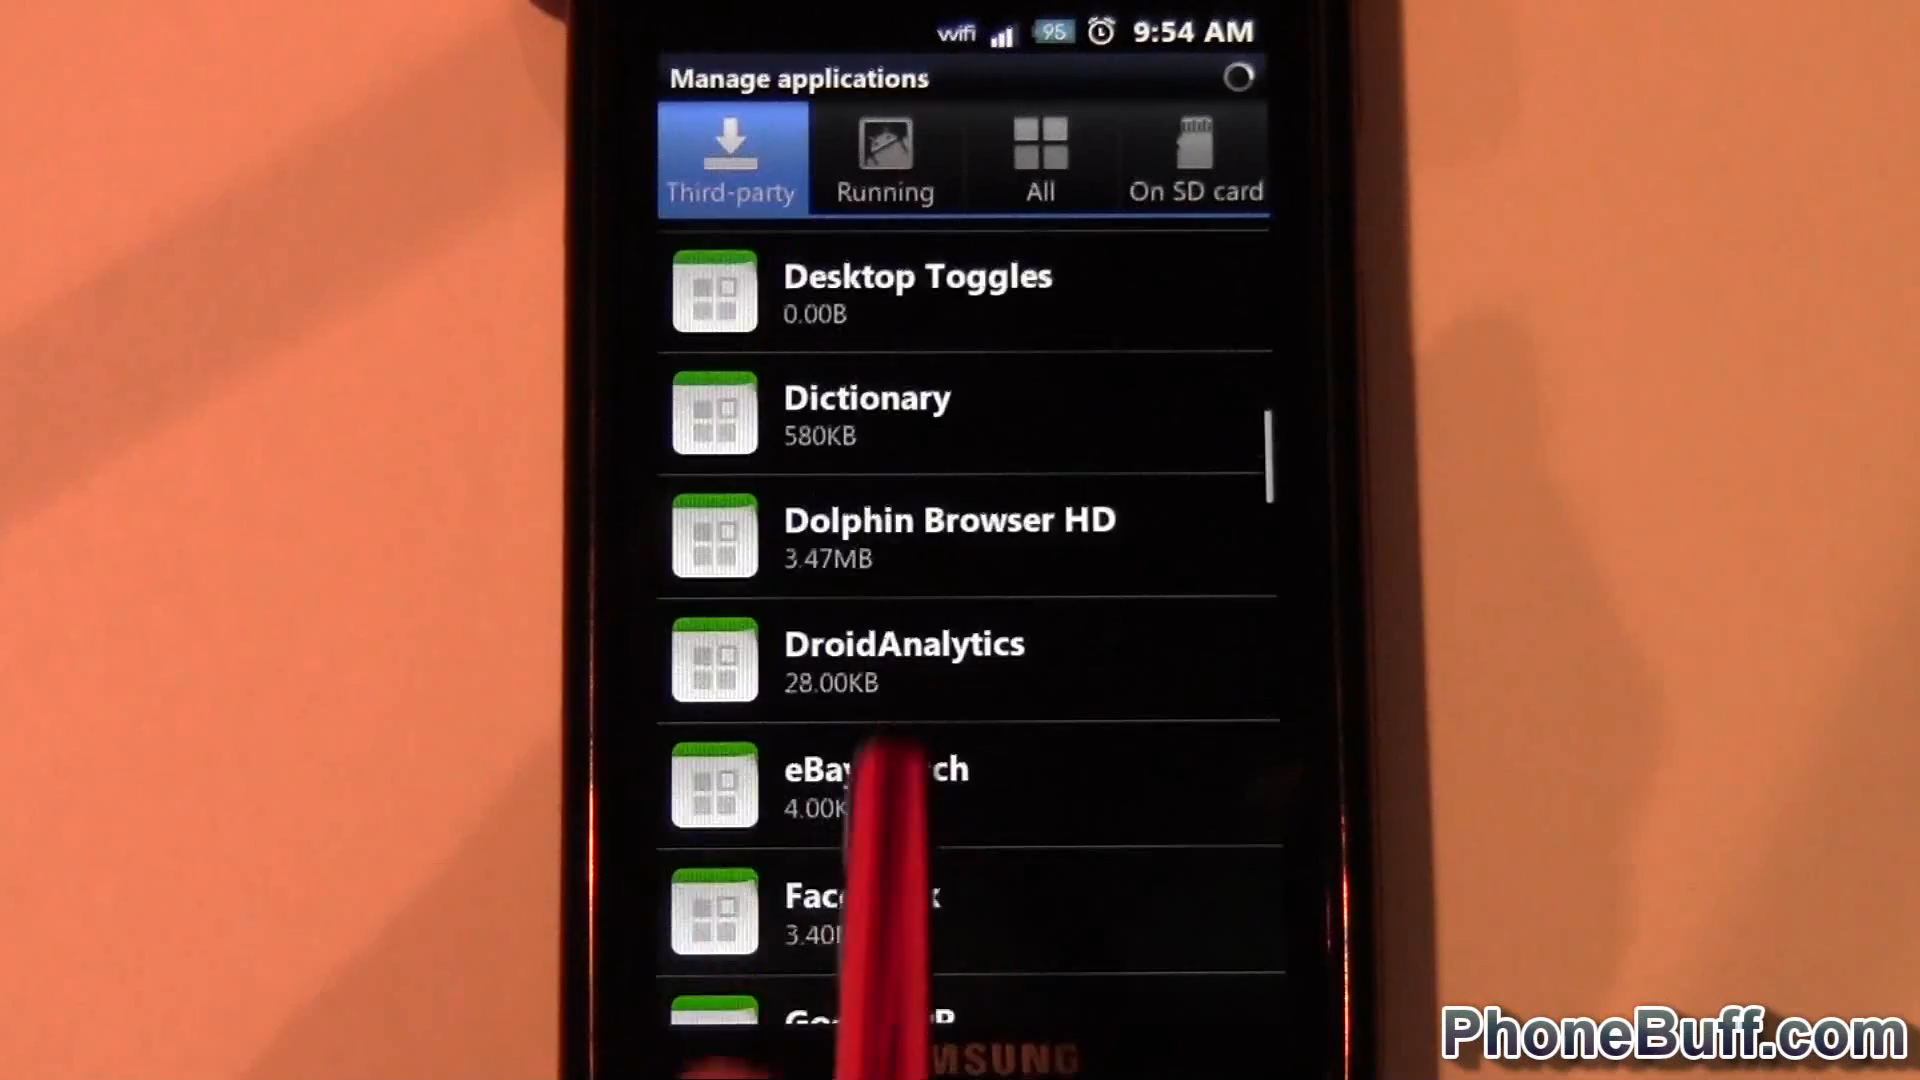 wifi 95 9:54 AM
Manage applications
Third-party Running All On SD card
Desktop Toggles
0.00B
Dictionary
580KB
Dolphin Browser HD
3.47MB
DroidAnalytics
28.00KB
PhoneBuff.com